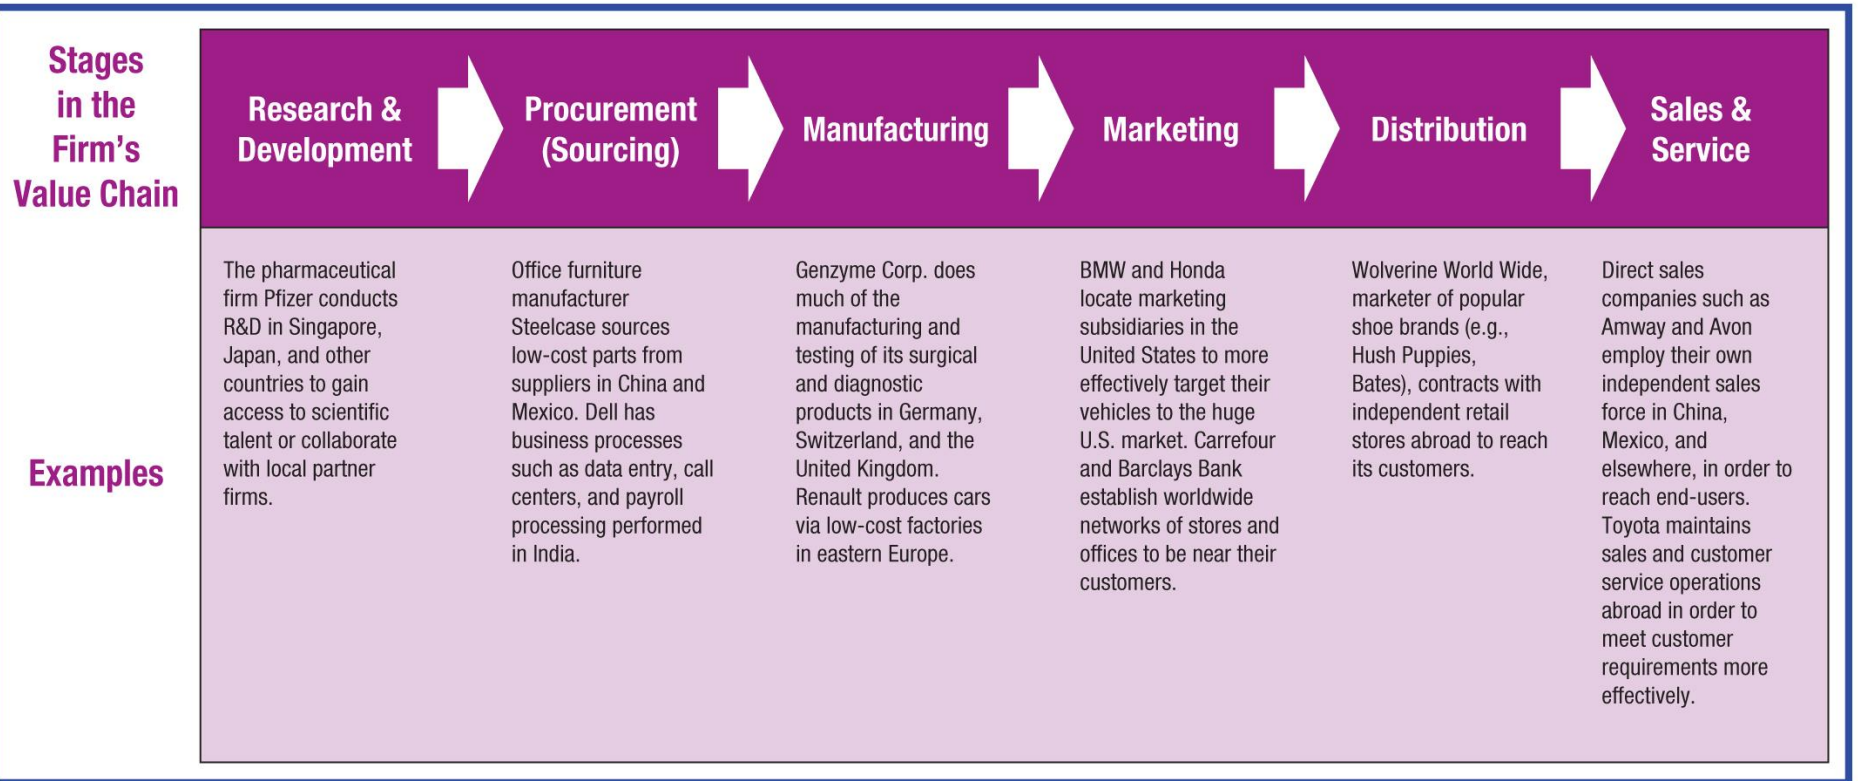 Stages
in the
Firm's
Value Chain
Research &
Development
Procurement
(Sourcing)
Manufacturing
Marketing
Distribution
Sales &
Service
Examples
The pharmaceutical
firm Pfizer conducts
R&D in Singapore,
Japan, and other
countries to gain
access to scientific
talent or collaborate
with local partner
firms.
Office furniture
manufacturer
Steelcase sources
low-cost parts from
suppliers in China and
Mexico. Dell has
business processes
such as data entry, call
centers, and payroll
processing performed
in India.
Genzyme Corp. does
much of the
manufacturing and
testing of its surgical
and diagnostic
products in Germany,
Switzerland, and the
United Kingdom.
Renault produces cars
via low-cost factories
in eastern Europe.
BMW and Honda
locate marketing
subsidiaries in the
United States to more
effectively target their
vehicles to the huge
U.S. market. Carrefour
and Barclays Bank
establish worldwide
networks of stores and
offices to be near their
customers.
Wolverine World Wide,
marketer of popular
shoe brands (e.g.,
Hush Puppies,
Bates), contracts with
independent retail
stores abroad to reach
its customers.
Direct sales
companies such as
Amway and Avon
employ their own
independent sales
force in China,
Mexico, and
elsewhere, in order to
reach end-users.
Toyota maintains
sales and customer
service operations
abroad in order to
meet customer
requirements more
effectively.